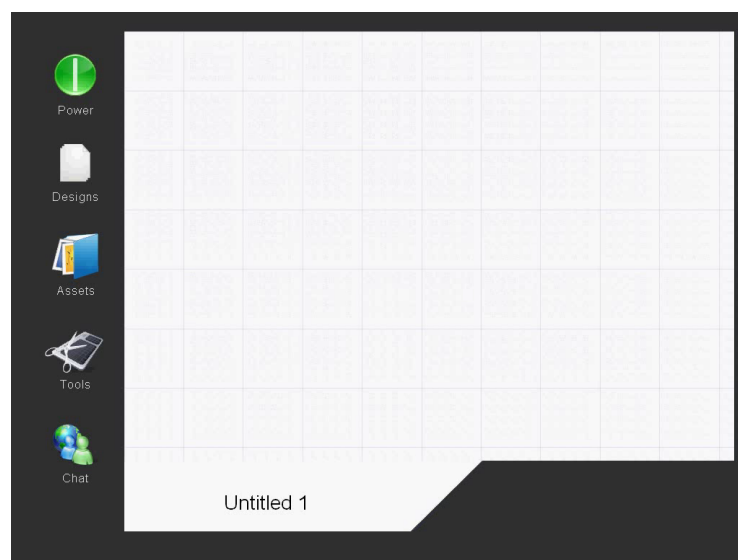 Power
Designs
Assets
Tools
Chat
Untitled 1